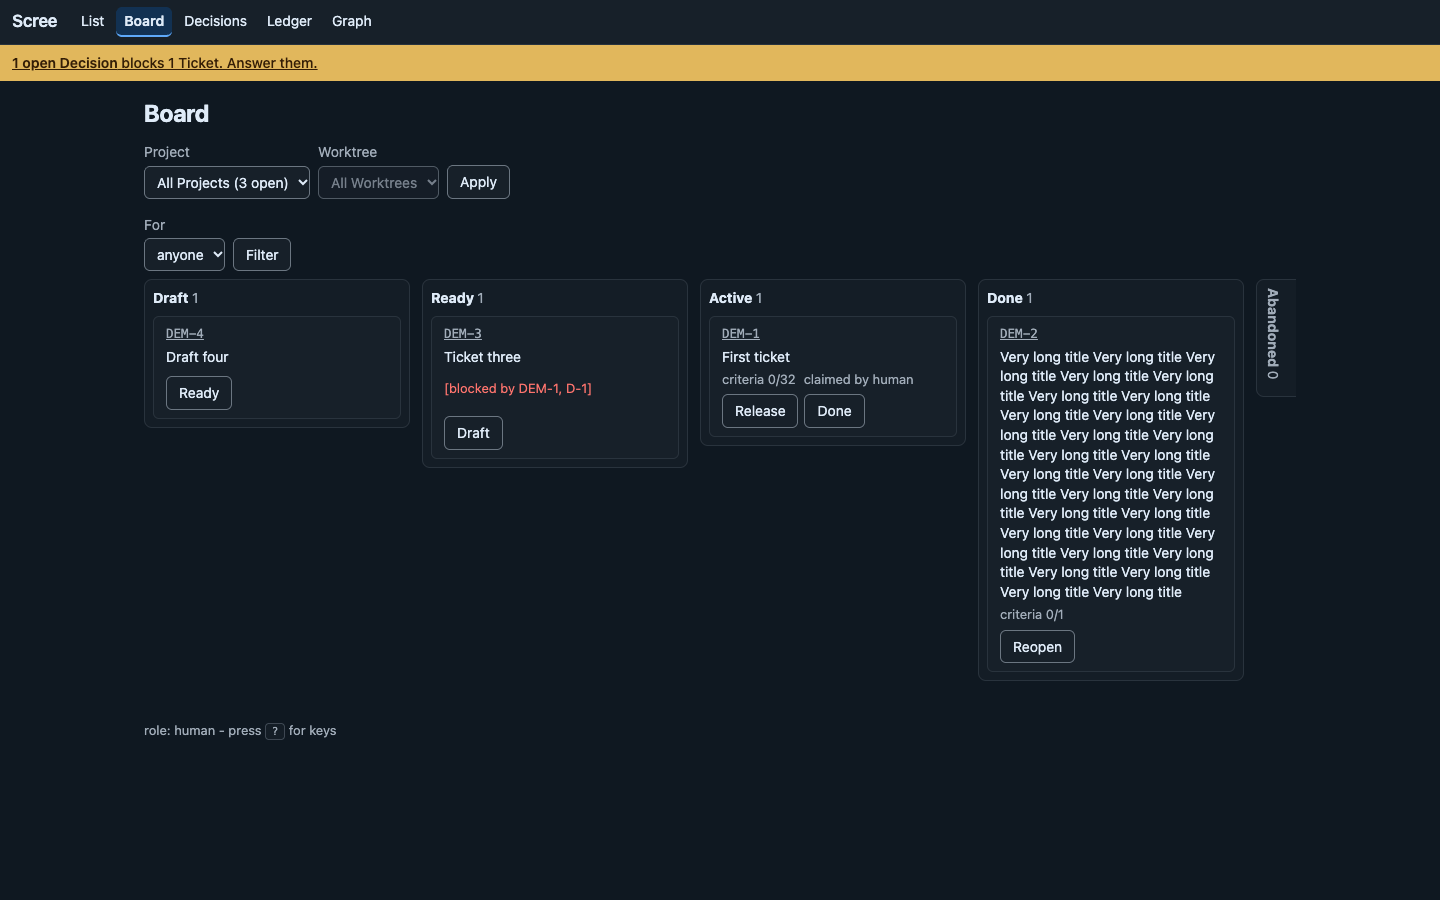 Scree List Board Decisions Ledger Graph
1 open Decision blocks 1 Ticket. Answer them.
Board
Project Worktree
All Projects (3 open) All Worktrees Apply
For
anyone Filter
Draft 1
DEM-4
Draft four
Ready
Ready 1
DEM-3
Ticket three
[blocked by DEM-1, D-1]
Draft
Active 1
DEM-1
First ticket
criteria 0/32 claimed by human
Release Done
Done 1
DEM-2
Very long title Very long title Very
long title Very long title Very long
title Very long title Very long title
Very long title Very long title Very
long title Very long title Very long
title Very long title Very long title
Very long title Very long title Very
long title Very long title Very long
title Very long title Very long title
Very long title Very long title Very
long title Very long title Very long
title Very long title Very long title
Very long title Very long title
criteria 0/1
Reopen
Abandoned 0
role: human - press ? for keys